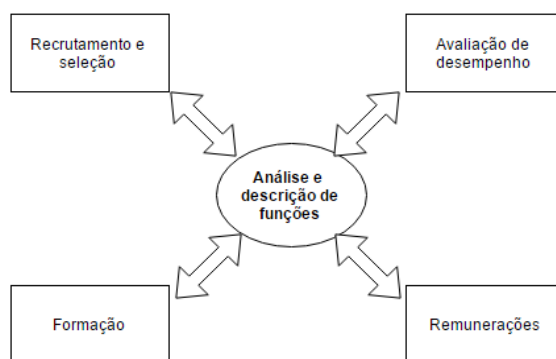 Recrutamento e
seleção
Avaliação de
desempenho
Análise e
descrição de
funções
Formação
Remunerações